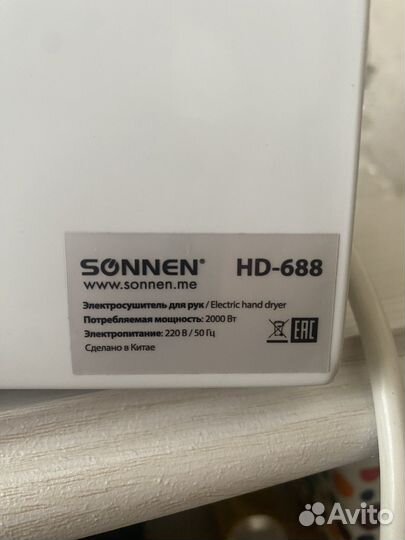 SONNEN® HD-688
www.sonnen.me
Электросушитель для рук / Electric hand dryer
Потребляемая мощность: 2000 Вт
Электропитание: 220 В / 50 Гц
Сделано в Китае
EAC
Avito